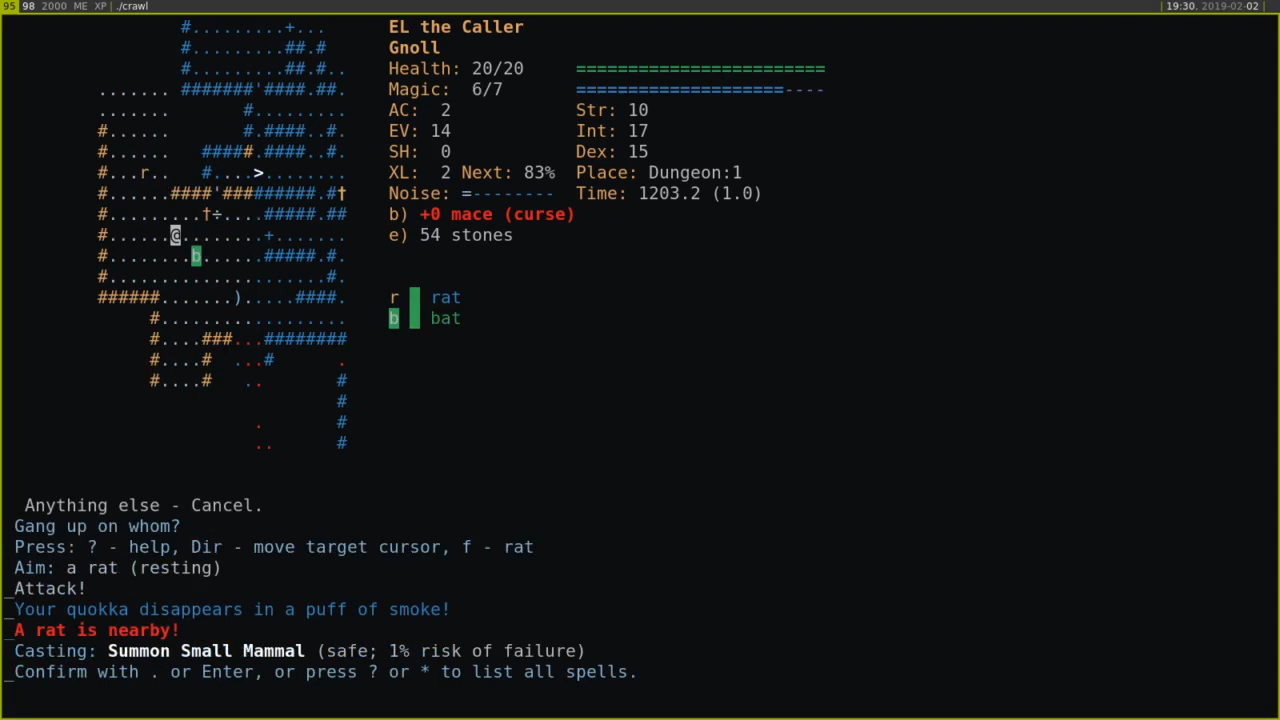 95 98 2000 ME XP | ./crawl | 19:30. 2019-02-02 |
#.........+...            EL the Caller
#.........##.#            Gnoll
#.........##.#..          Health: 20/20     ========================
....... #######'####.##.  Magic:  6/7       ====================----
.......       #.........  AC:  2            Str: 10
#......       #.####..#.  EV: 14            Int: 17
#......   #####.####..#.  SH:  0            Dex: 15
#...r..   #....>........  XL:  2 Next: 83%  Place: Dungeon:1
#......####'#########.#†  Noise: =--------  Time: 1203.2 (1.0)
#.........†÷....#####.##  b) +0 mace (curse)
#......@........+.......  e) 54 stones
#........b......#####.#.
#.....................#.
######.......).....####.  r   rat
#..................       b   bat
#....###...########
#....#  ...#      .
#....#   ..       #
#
.       #
..      #
Anything else - Cancel.
Gang up on whom?
Press: ? - help, Dir - move target cursor, f - rat
Aim: a rat (resting)
_Attack!
_Your quokka disappears in a puff of smoke!
_A rat is nearby!
Casting: Summon Small Mammal (safe; 1% risk of failure)
_Confirm with . or Enter, or press ? or * to list all spells.